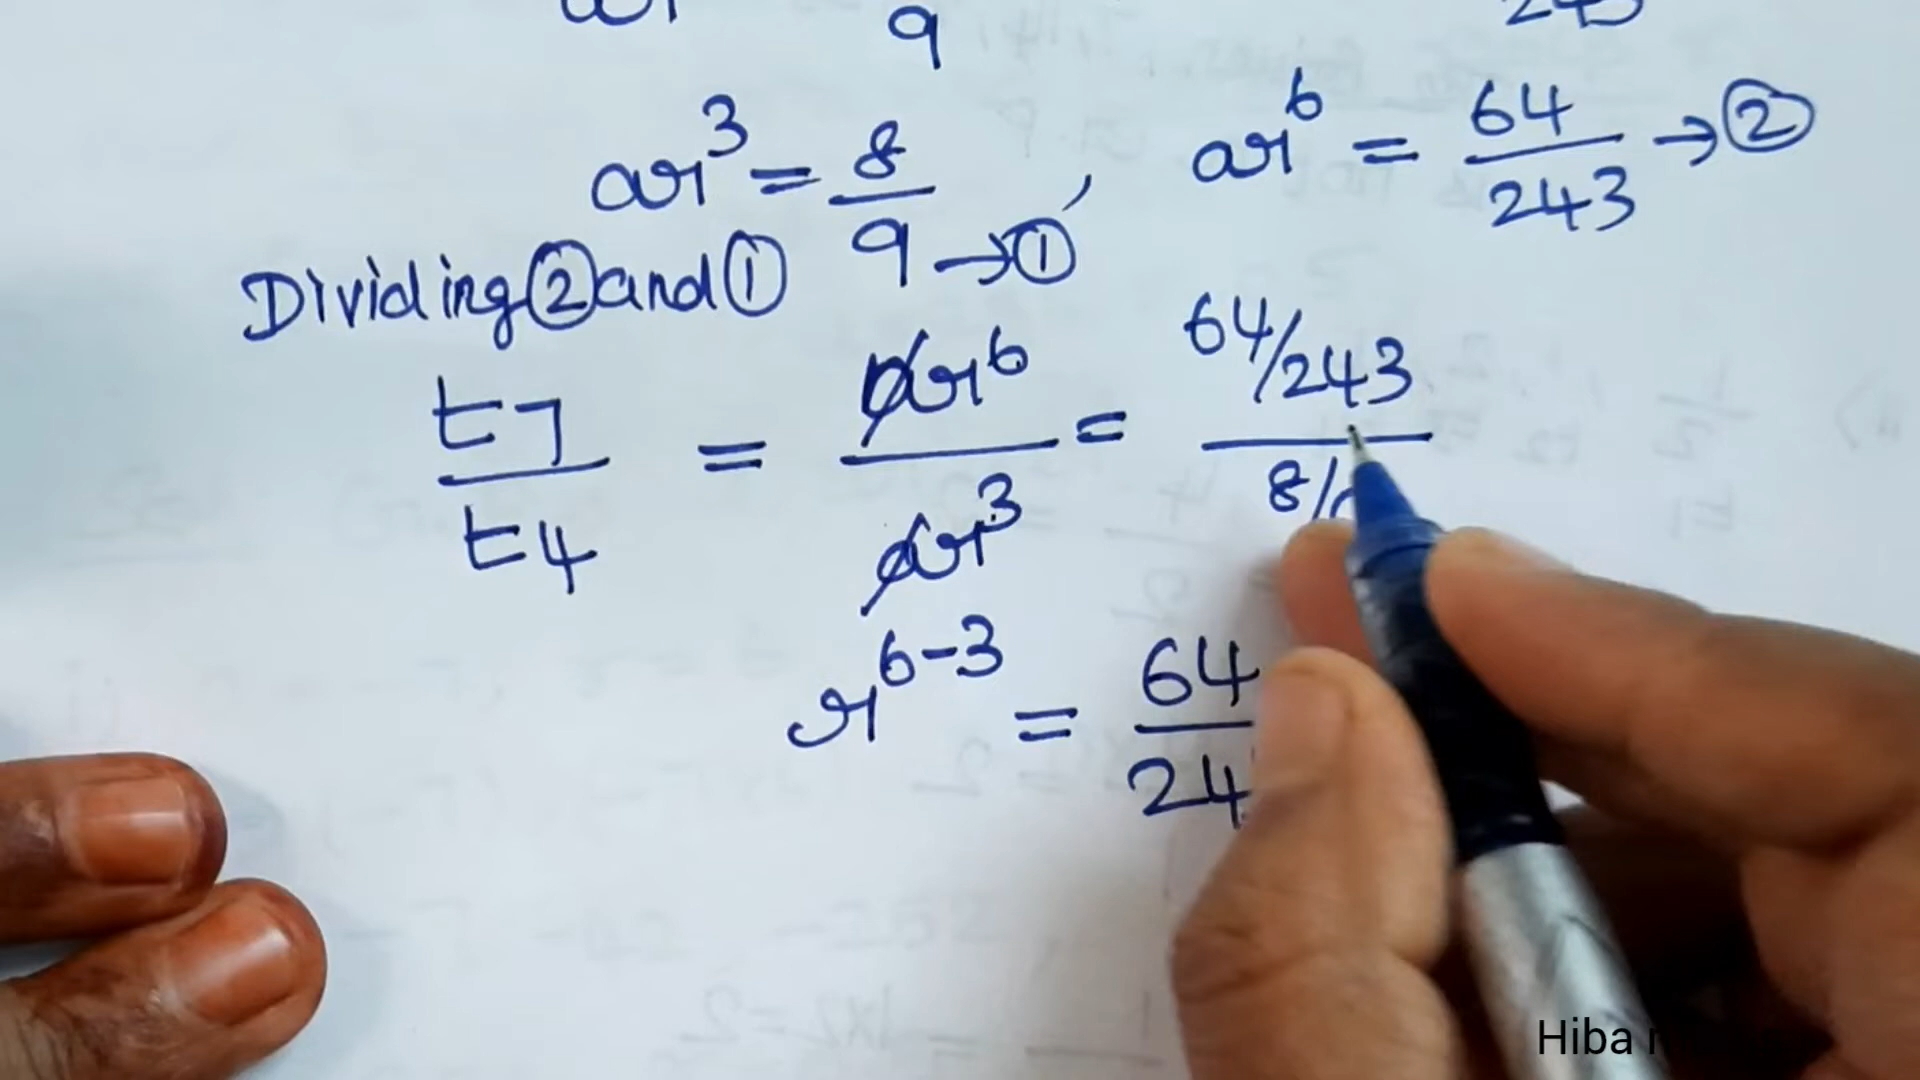 9
ar³ = 8/9 → ①, ar⁶ = 64/243 → ②
Dividing ② and ①
t7/t4 = ar⁶/ar³ = 64/243 / 8/
r⁶⁻³ = 64/24
Hiba